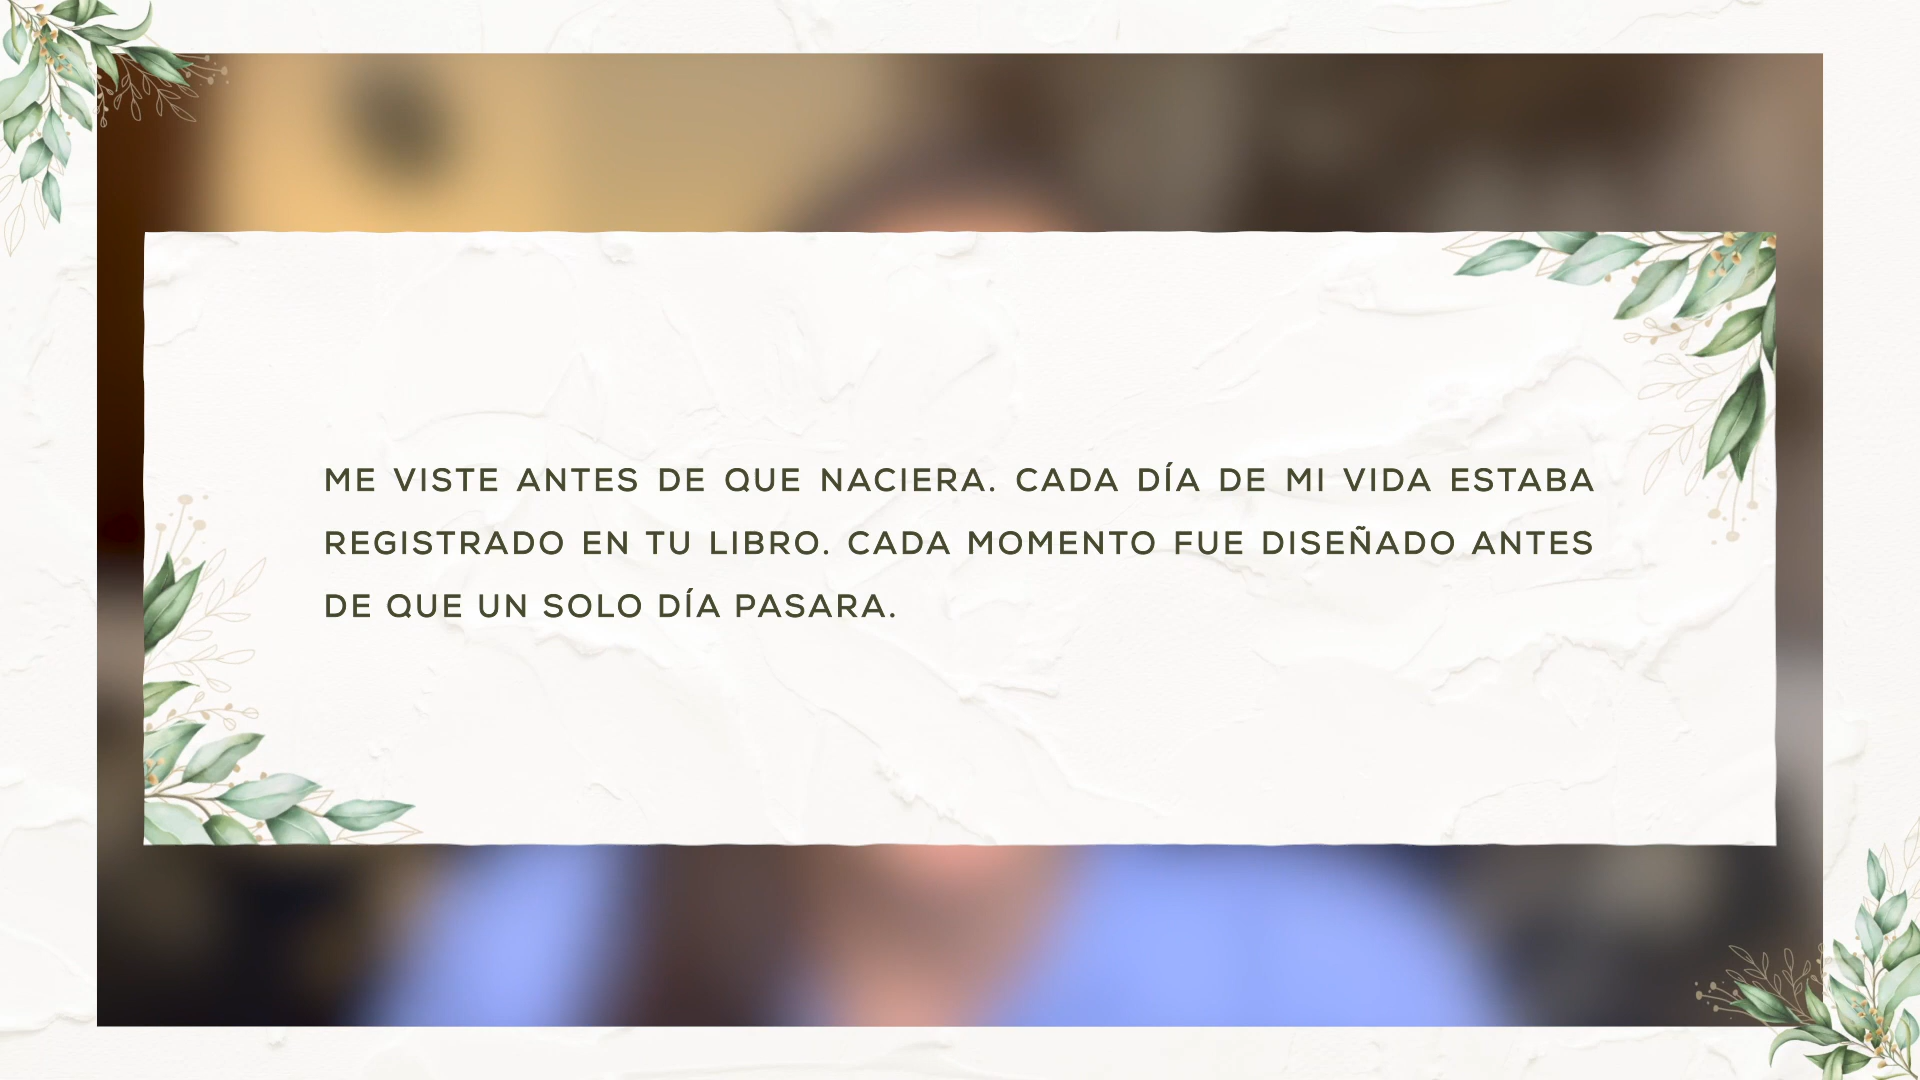 ME VISTE ANTES DE QUE NACIERA. CADA DÍA DE MI VIDA ESTABA
REGISTRADO EN TU LIBRO. CADA MOMENTO FUE DISEÑADO ANTES
DE QUE UN SOLO DÍA PASARA.